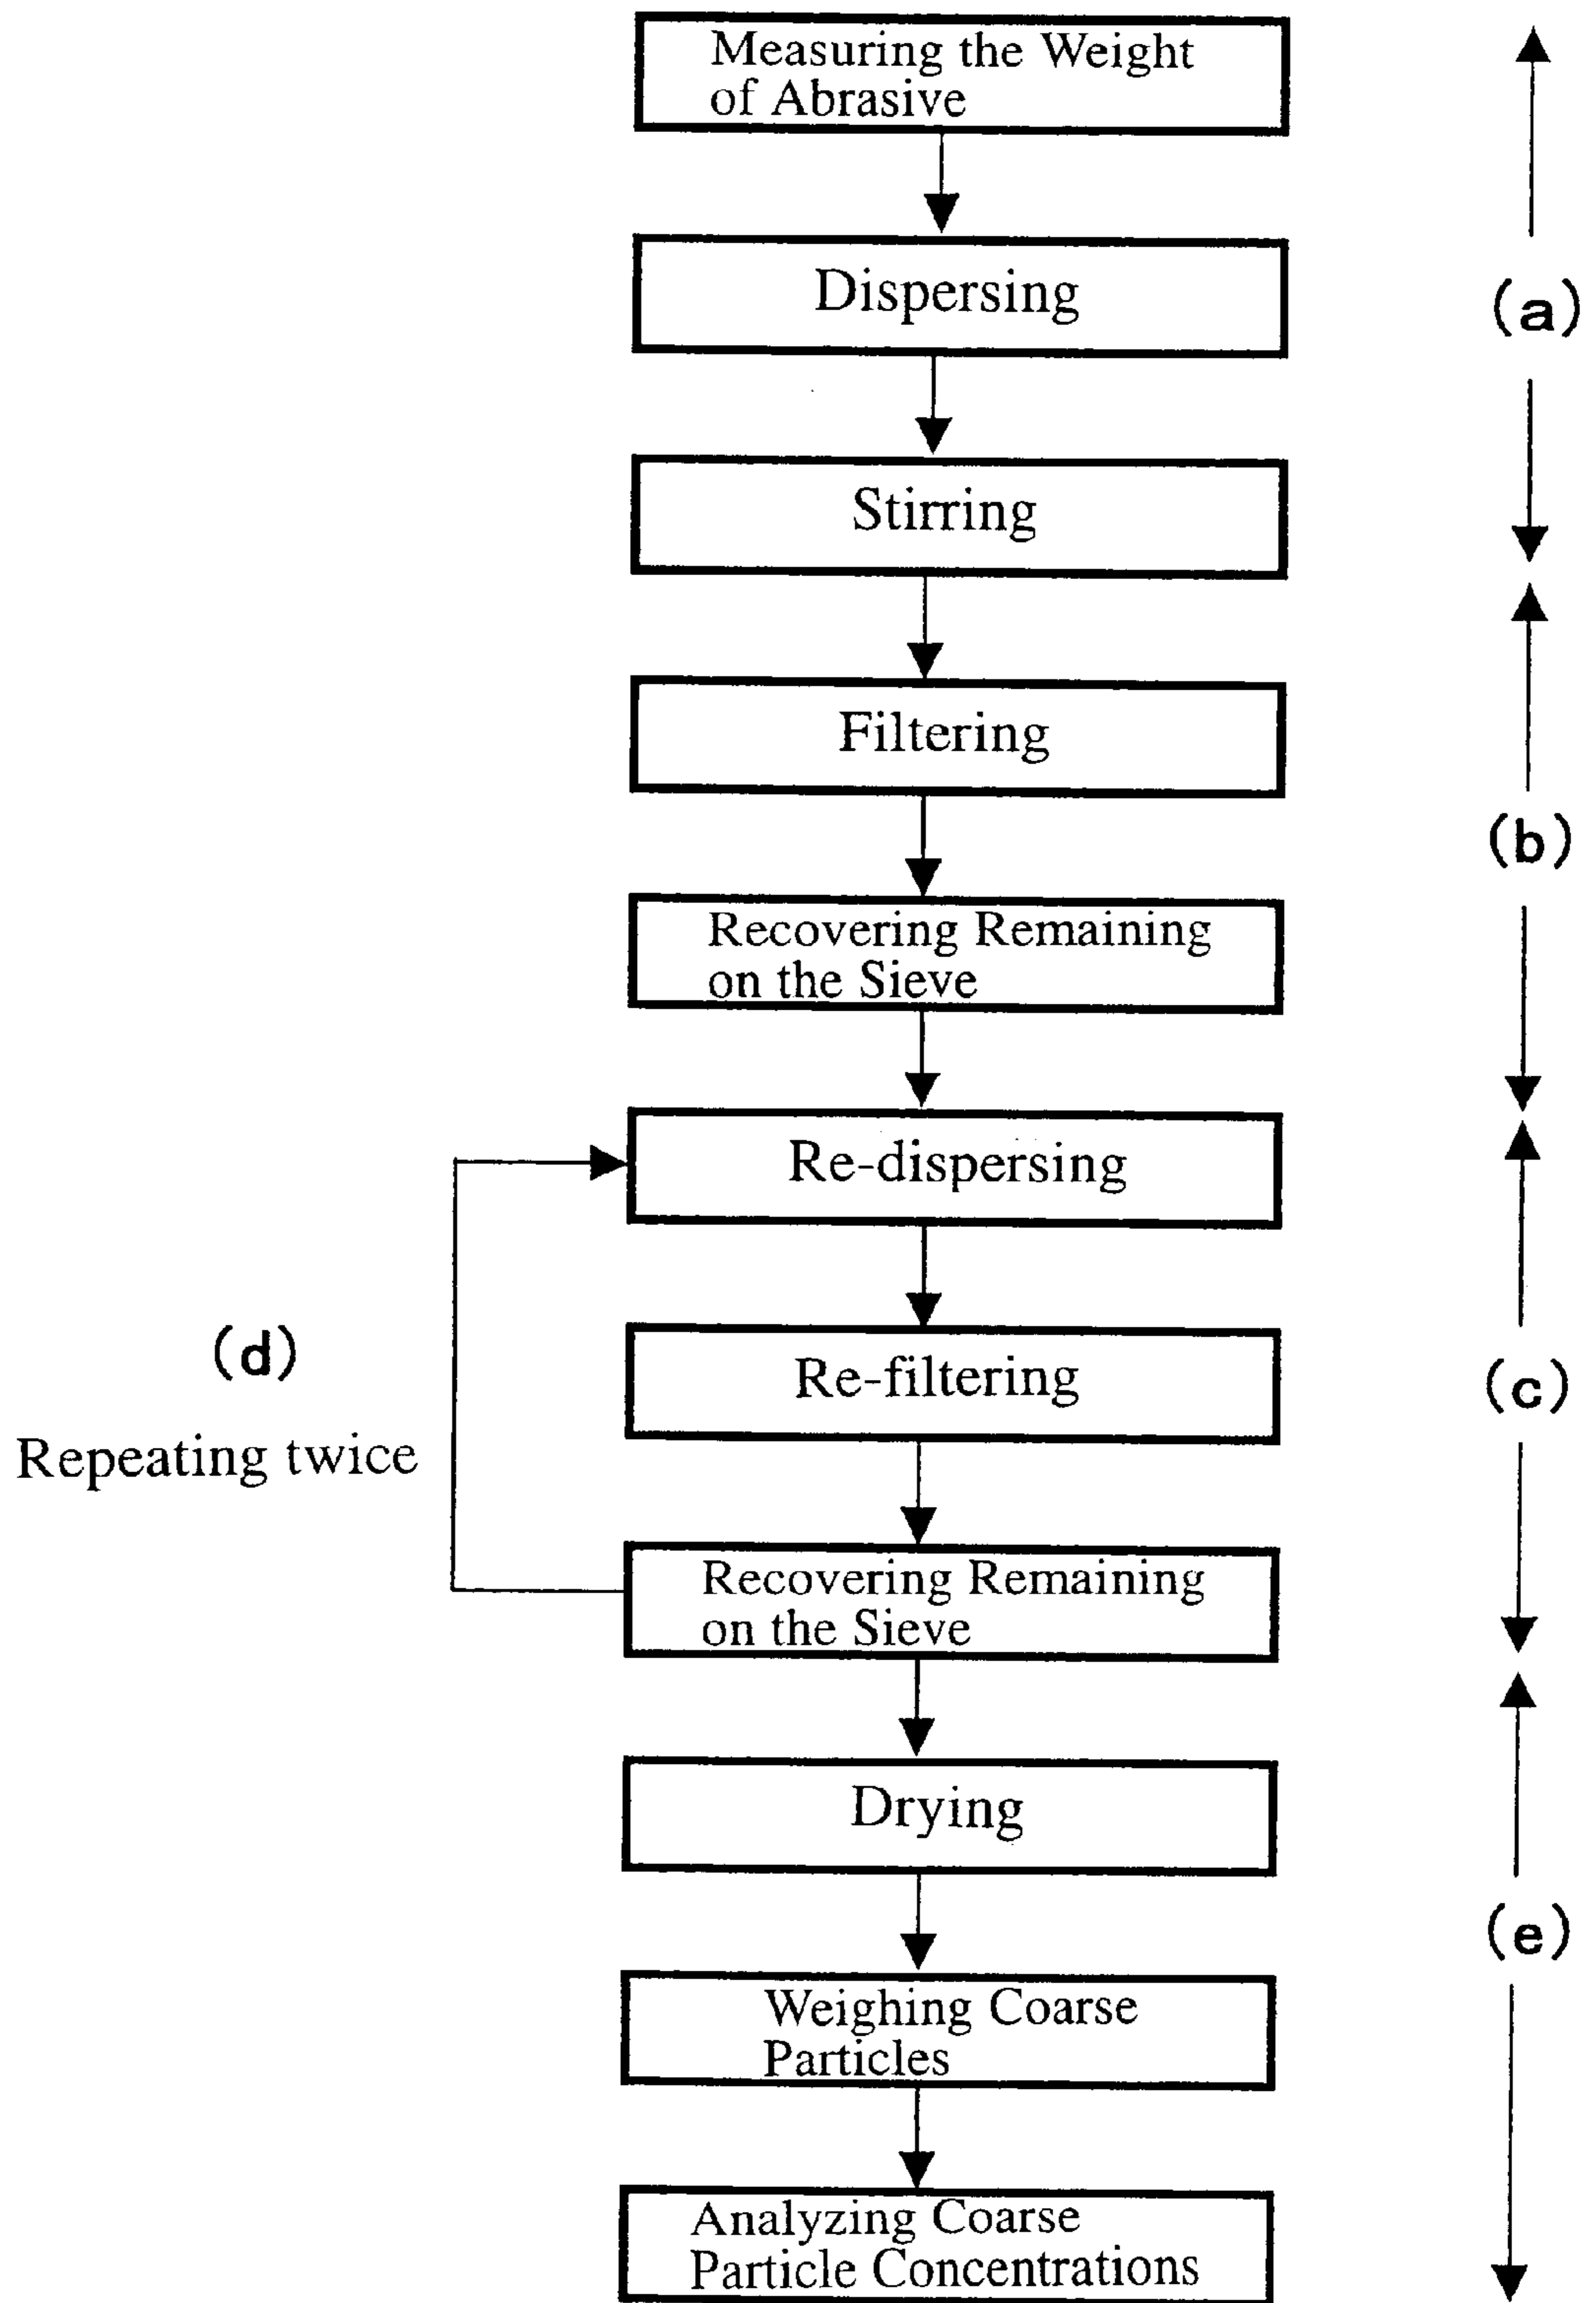 Measuring the Weight
of Abrasive
Dispersing
(a)
Stirring
Filtering
(b)
Recovering Remaining
on the Sieve
Re-dispersing
(d)
Re-filtering
(c)
Repeating twice
Recovering Remaining
on the Sieve
Drying
(e)
Weighing Coarse
Particles
Analyzing Coarse
Particle Concentrations